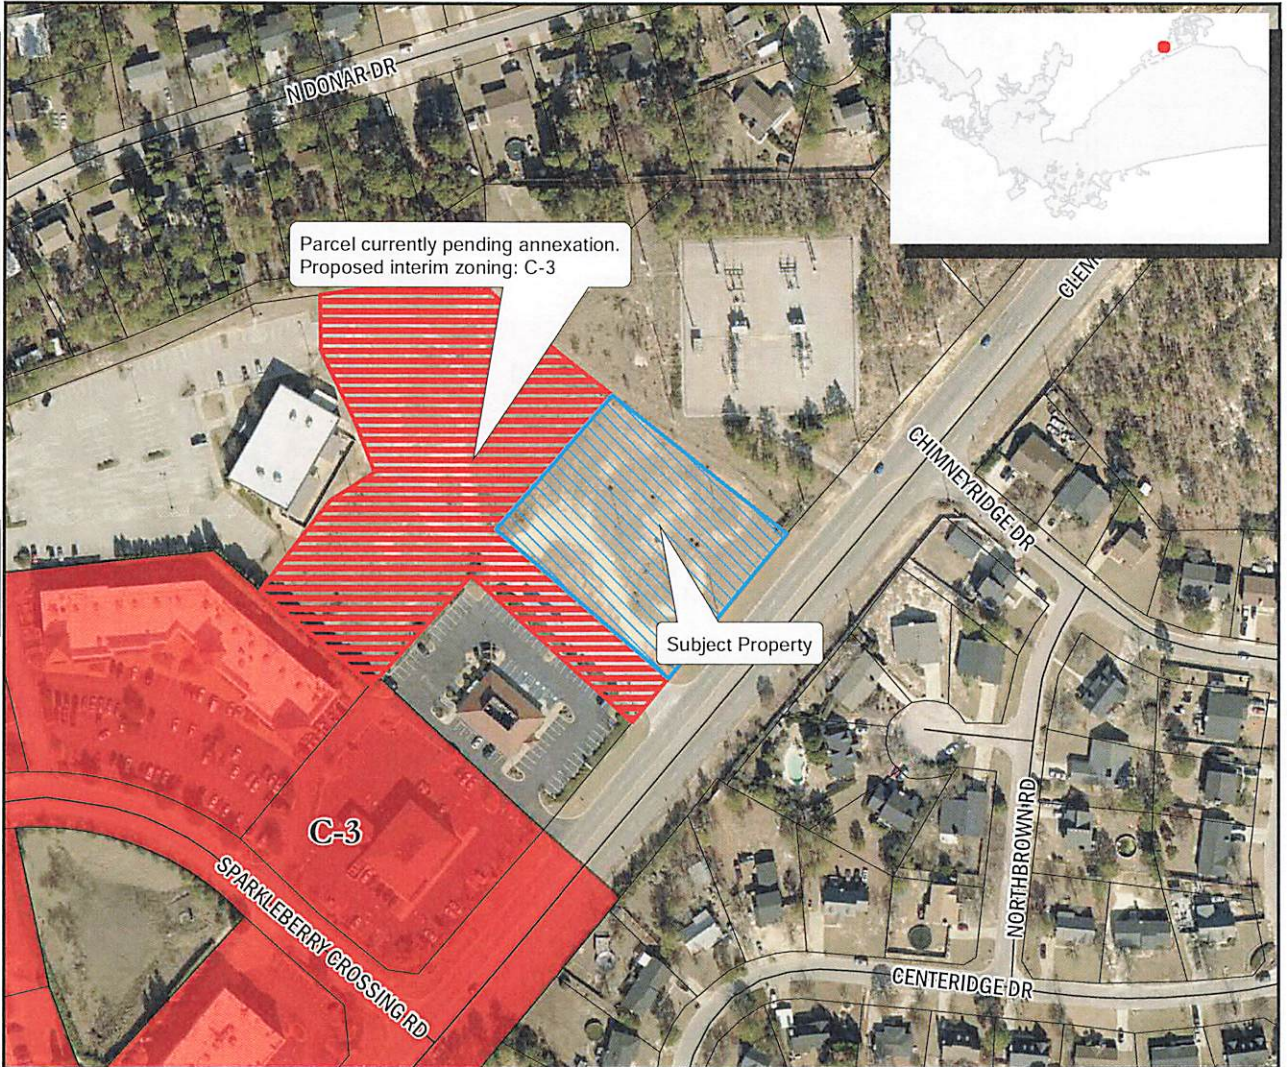 N DONAR DR
Parcel currently pending annexation.
Proposed interim zoning: C-3
CHIMNEYRIDGE DR
Subject Property
NORTHBROWN RD
C-3
SPARKLEBERRY CROSSING RD
CENTERIDGE DR